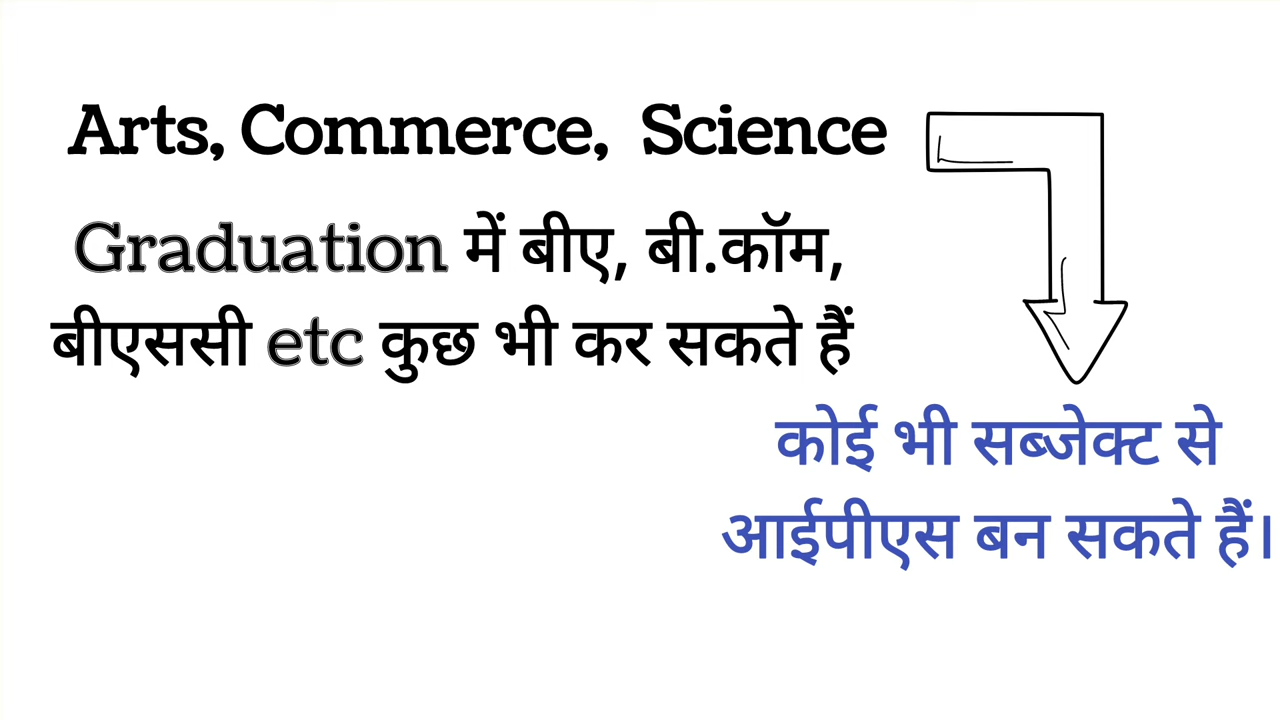 Arts, Commerce, Science
Graduation में बीए, बी.कॉम,
बीएससी etc कुछ भी कर सकते हैं
कोई भी सब्जेक्ट से
आईपीएस बन सकते हैं।